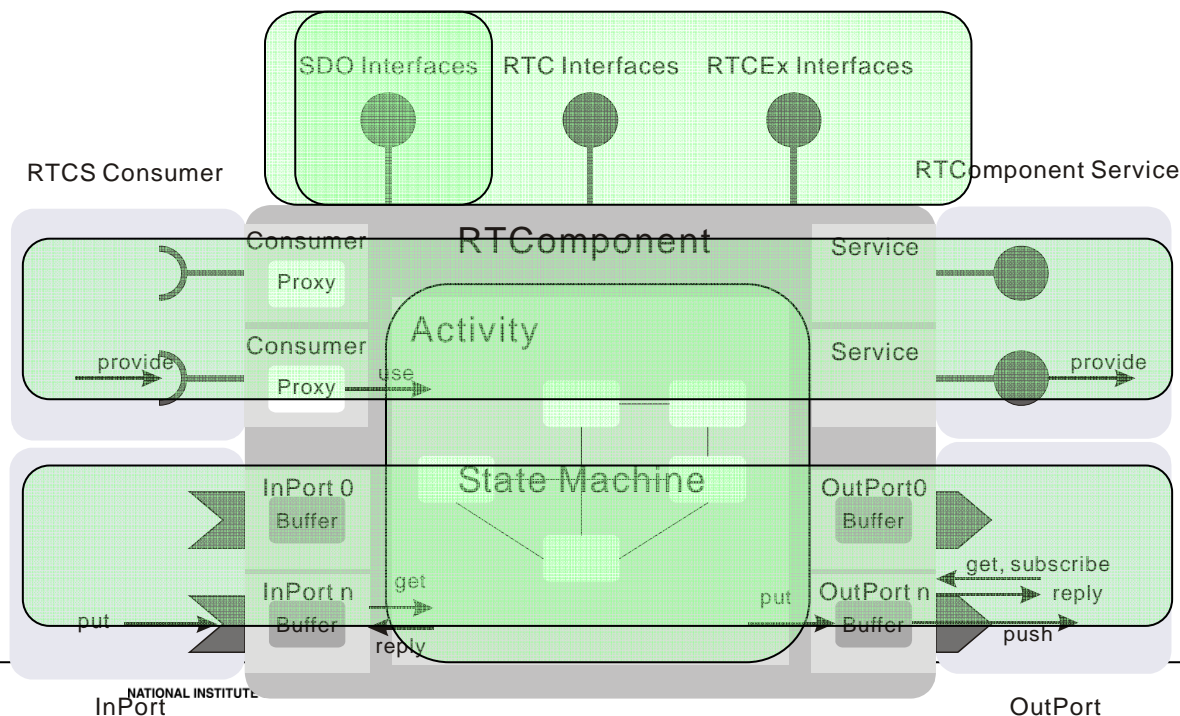 SDO Interfaces RTC Interfaces RTCEx Interfaces
RTCS Consumer
RTComponent Service
RTComponent
Consumer
Proxy
Service
Activity
Consumer
Proxy
Service
provide
use
provide
State Machine
InPort 0
Buffer
OutPort0
Buffer
get, subscribe
reply
get
InPort n
Buffer
put
reply
put
OutPort n
Buffer
push
NATIONAL INSTITUTE
InPort
OutPort